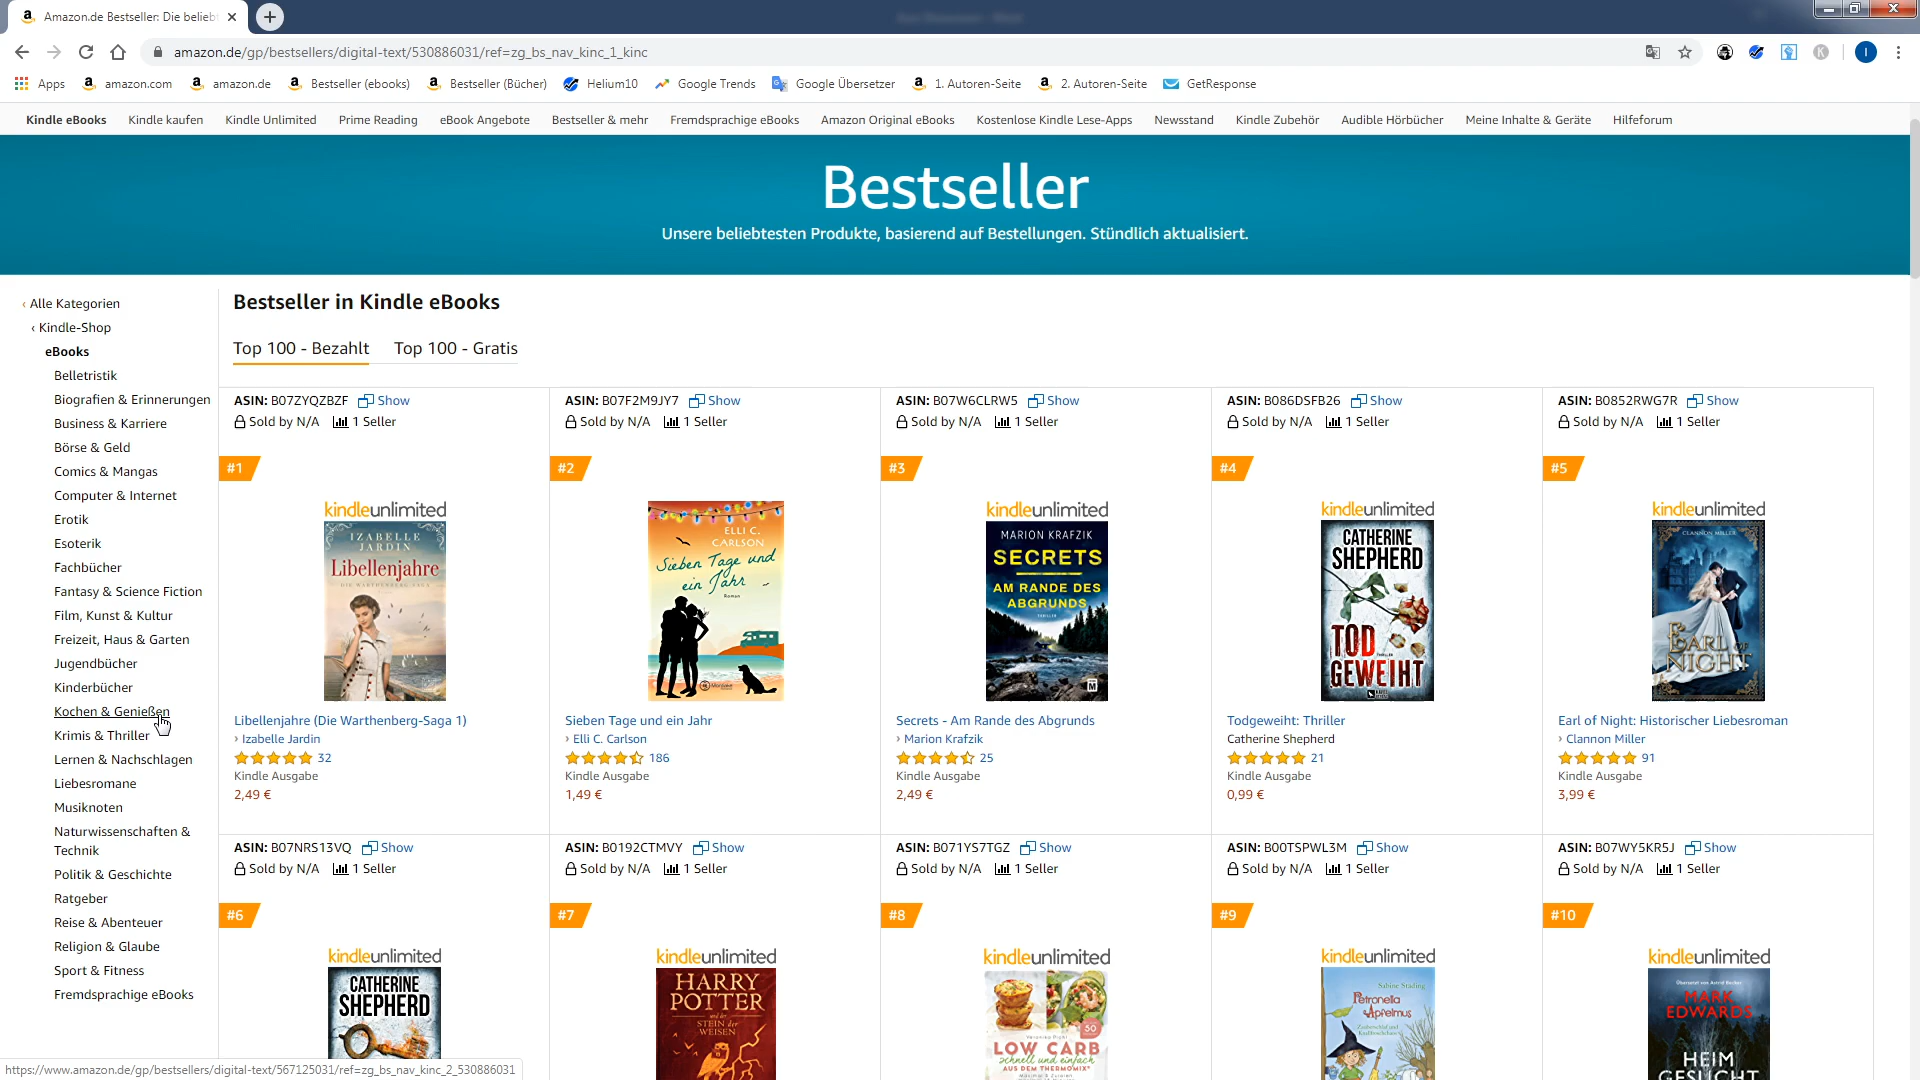 Amazon.de Bestseller: Die beliebt
amazon.de/gp/bestsellers/digital-text/530886031/ref=zg_bs_nav_kinc_1_kinc
Apps amazon.com amazon.de Bestseller (ebooks) Bestseller (Bücher) Helium10 Google Trends Google Übersetzer 1. Autoren-Seite 2. Autoren-Seite GetResponse
Kindle eBooks Kindle kaufen Kindle Unlimited Prime Reading eBook Angebote Bestseller & mehr Fremdsprachige eBooks Amazon Original eBooks Kostenlose Kindle Lese-Apps Newsstand Kindle Zubehör Audible Hörbücher Meine Inhalte & Geräte Hilfeforum
Bestseller
Unsere beliebtesten Produkte, basierend auf Bestellungen. Stündlich aktualisiert.
‹ Alle Kategorien
‹ Kindle-Shop
eBooks
Belletristik
Biografien & Erinnerungen
Business & Karriere
Börse & Geld
Comics & Mangas
Computer & Internet
Erotik
Esoterik
Fachbücher
Fantasy & Science Fiction
Film, Kunst & Kultur
Freizeit, Haus & Garten
Jugendbücher
Kinderbücher
Kochen & Genießen
Krimis & Thriller
Lernen & Nachschlagen
Liebesromane
Musiknoten
Naturwissenschaften &
Technik
Politik & Geschichte
Ratgeber
Reise & Abenteuer
Religion & Glaube
Sport & Fitness
Fremdsprachige eBooks
Bestseller in Kindle eBooks
Top 100 - Bezahlt Top 100 - Gratis
ASIN: B07ZYQZBZF Show
Sold by N/A 1 Seller
#1
kindleunlimited
IZABELLE
JARDIN
Libellenjahre
DIE WARTHENBERG-SAGA
Libellenjahre (Die Warthenberg-Saga 1)
› Izabelle Jardin
32
Kindle Ausgabe
2,49 €
ASIN: B07F2M9JY7 Show
Sold by N/A 1 Seller
#2
ELLI C.
CARLSON
Sieben Tage und
ein Jahr
Roman
Montlake
Sieben Tage und ein Jahr
› Elli C. Carlson
186
Kindle Ausgabe
1,49 €
ASIN: B07W6CLRW5 Show
Sold by N/A 1 Seller
#3
kindleunlimited
MARION KRAFZIK
SECRETS
AM RANDE DES
ABGRUNDS
THRILLER
M
Secrets - Am Rande des Abgrunds
› Marion Krafzik
25
Kindle Ausgabe
2,49 €
ASIN: B086DSFB26 Show
Sold by N/A 1 Seller
#4
kindleunlimited
CATHERINE
SHEPHERD
TOD
THRILLER
GEWEIHT
Todgeweiht: Thriller
Catherine Shepherd
21
Kindle Ausgabe
0,99 €
ASIN: B0852RWG7R Show
Sold by N/A 1 Seller
#5
kindleunlimited
CLANNON MILLER
EARL OF
NIGHT
Earl of Night: Historischer Liebesroman
› Clannon Miller
91
Kindle Ausgabe
3,99 €
ASIN: B07NRS13VQ Show
Sold by N/A 1 Seller
#6
kindleunlimited
CATHERINE
SHEPHERD
ASIN: B0192CTMVY Show
Sold by N/A 1 Seller
#7
kindleunlimited
HARRY
POTTER
und der
STEIN der
WEISEN
ASIN: B071YS7TGZ Show
Sold by N/A 1 Seller
#8
kindleunlimited
50
LOW CARB
schnell und einfach
AUS DEM THERMOMIX®
ASIN: B00TSPWL3M Show
Sold by N/A 1 Seller
#9
kindleunlimited
Sabine Städing
Petronella
Apfelmus
ASIN: B07WY5KR5J Show
Sold by N/A 1 Seller
#10
kindleunlimited
Übersetzt von Astrid Becker
MARK
EDWARDS
HEIM
GESUCHT
https://www.amazon.de/gp/bestsellers/digital-text/567125031/ref=zg_bs_nav_kinc_2_530886031